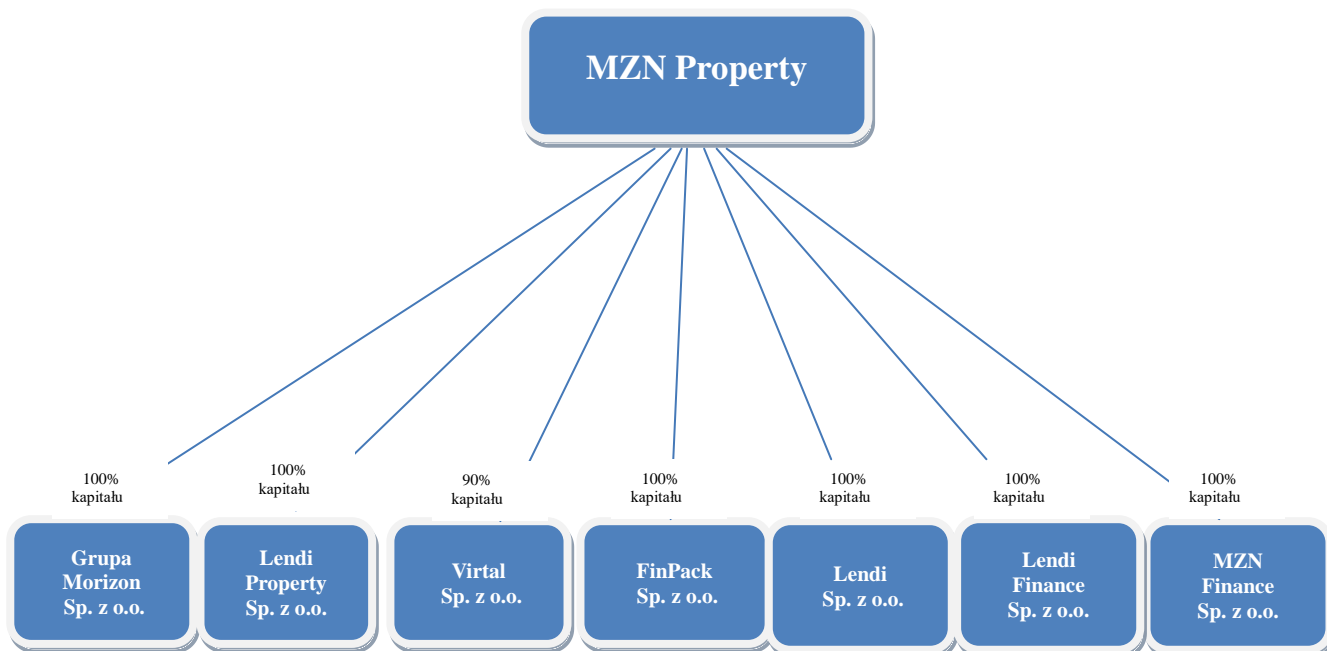 MZN Property
100%
kapitału
100%
kapitału
90%
kapitału
100%
kapitału
100%
kapitału
100%
kapitału
100%
kapitału
Grupa
Morizon
Sp. z o.o.
Lendi
Property
Sp. z o.o.
Virtal
Sp. z o.o.
FinPack
Sp. z o.o.
Lendi
Sp. z o.o.
Lendi
Finance
Sp. z o.o.
MZN
Finance
Sp. z o.o.